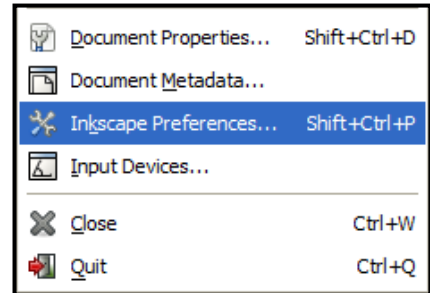 Document Properties... Shift+Ctrl+D
Document Metadata...
Inkscape Preferences... Shift+Ctrl+P
Input Devices...
Close Ctrl+W
Quit Ctrl+Q